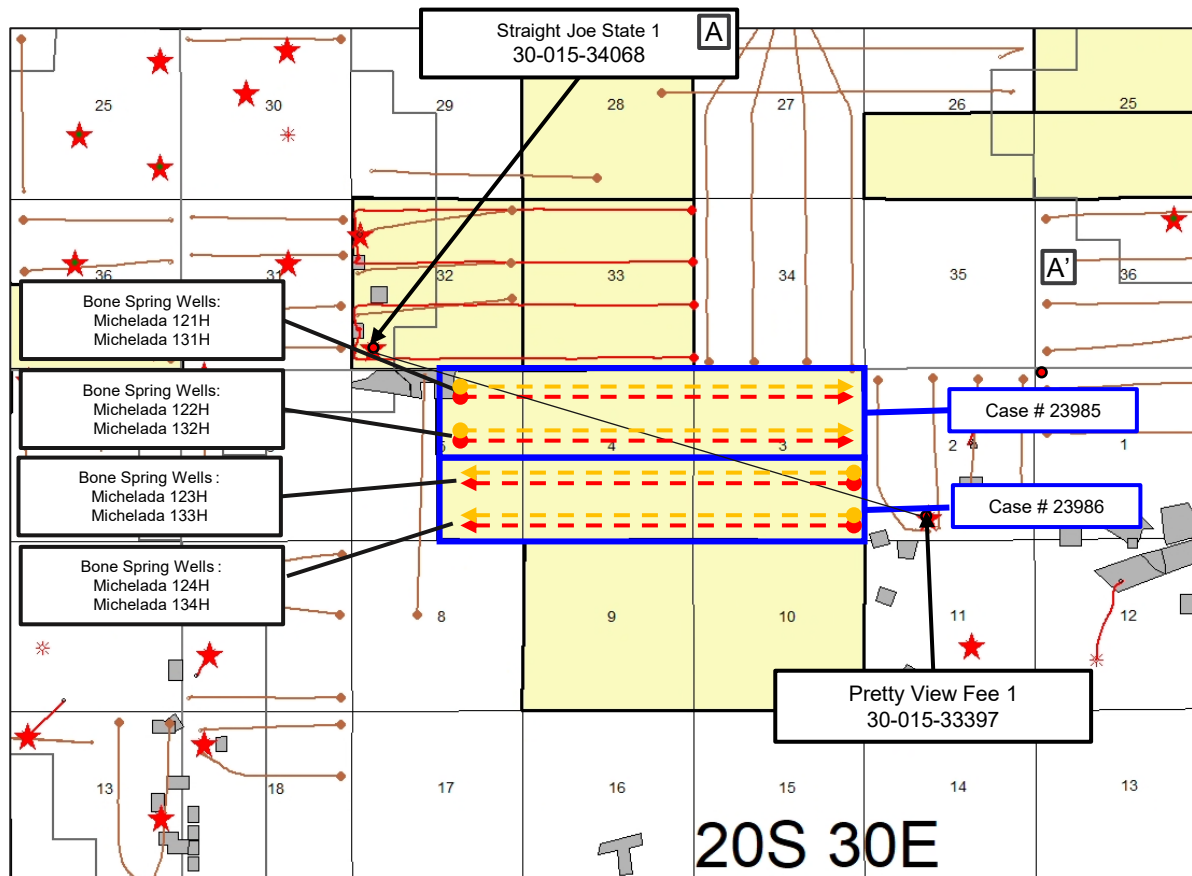 Straight Joe State 1
30-015-34068
A
25
30
29
28
27
26
25
36
31
32
33
34
35
36
A'
Bone Spring Wells:
Michelada 121H
Michelada 131H
Bone Spring Wells:
Michelada 122H
Michelada 132H
Bone Spring Wells :
Michelada 123H
Michelada 133H
Bone Spring Wells :
Michelada 124H
Michelada 134H
Case # 23985
Case # 23986
5
4
3
2
1
8
9
10
11
12
Pretty View Fee 1
30-015-33397
13
18
17
16
15
14
13
20S 30E